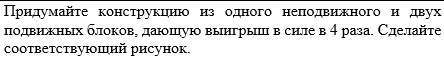 Придумайте конструкцию из одного неподвижного и двух
подвижных блоков, дающую выигрыш в силе в 4 раза. Сделайте
соответствующий рисунок.